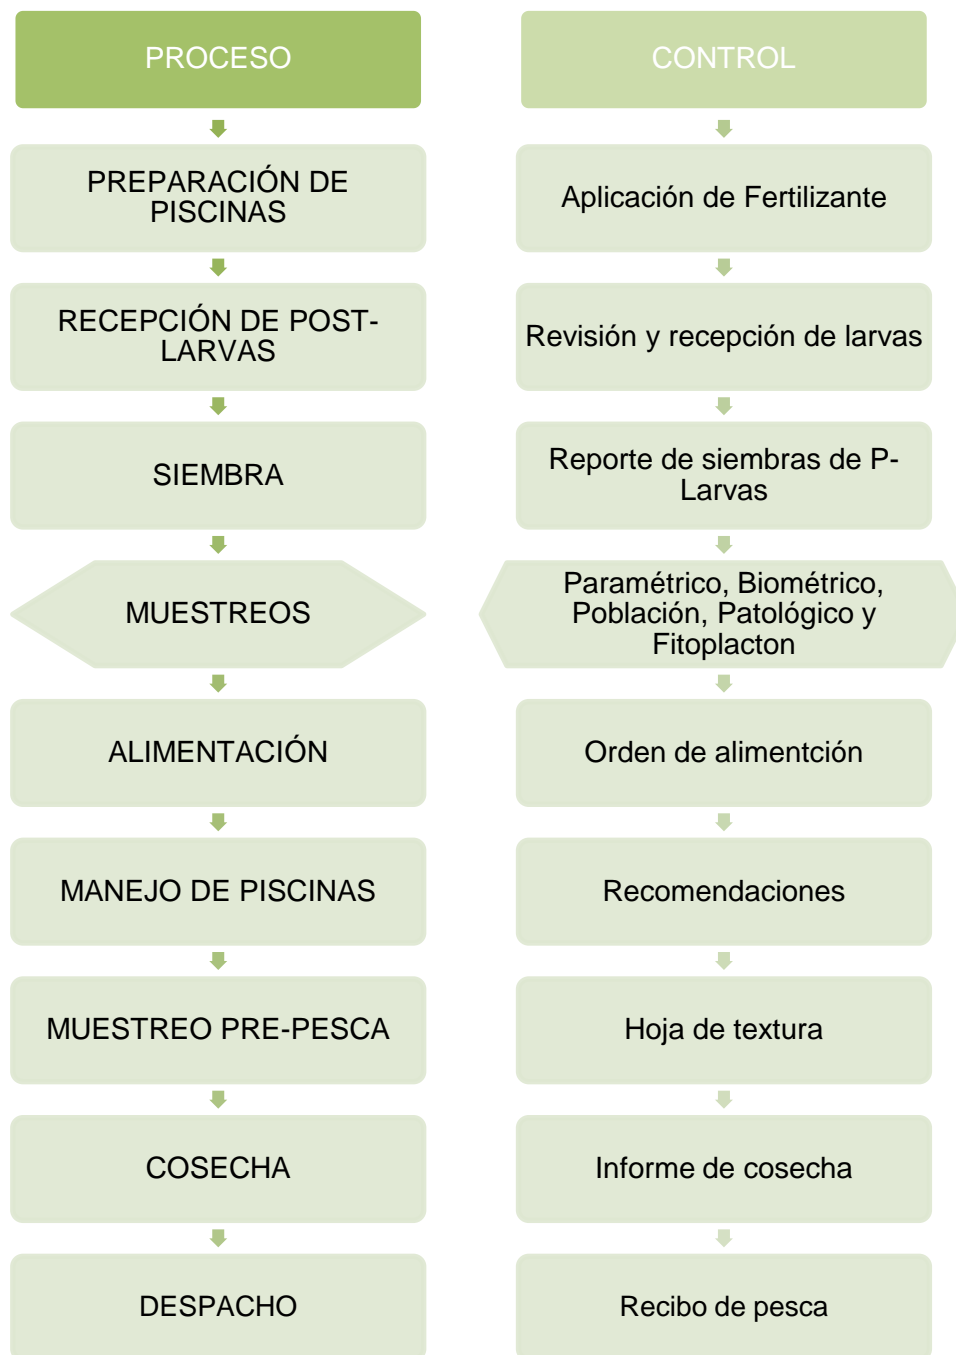 PROCESO
CONTROL
PREPARACIÓN DE
PISCINAS
Aplicación de Fertilizante
RECEPCIÓN DE POST-
LARVAS
Revisión y recepción de larvas
SIEMBRA
Reporte de siembras de P-
Larvas
MUESTREOS
Paramétrico, Biométrico,
Población, Patológico y
Fitoplacton
ALIMENTACIÓN
Orden de alimentción
MANEJO DE PISCINAS
Recomendaciones
MUESTREO PRE-PESCA
Hoja de textura
COSECHA
Informe de cosecha
DESPACHO
Recibo de pesca